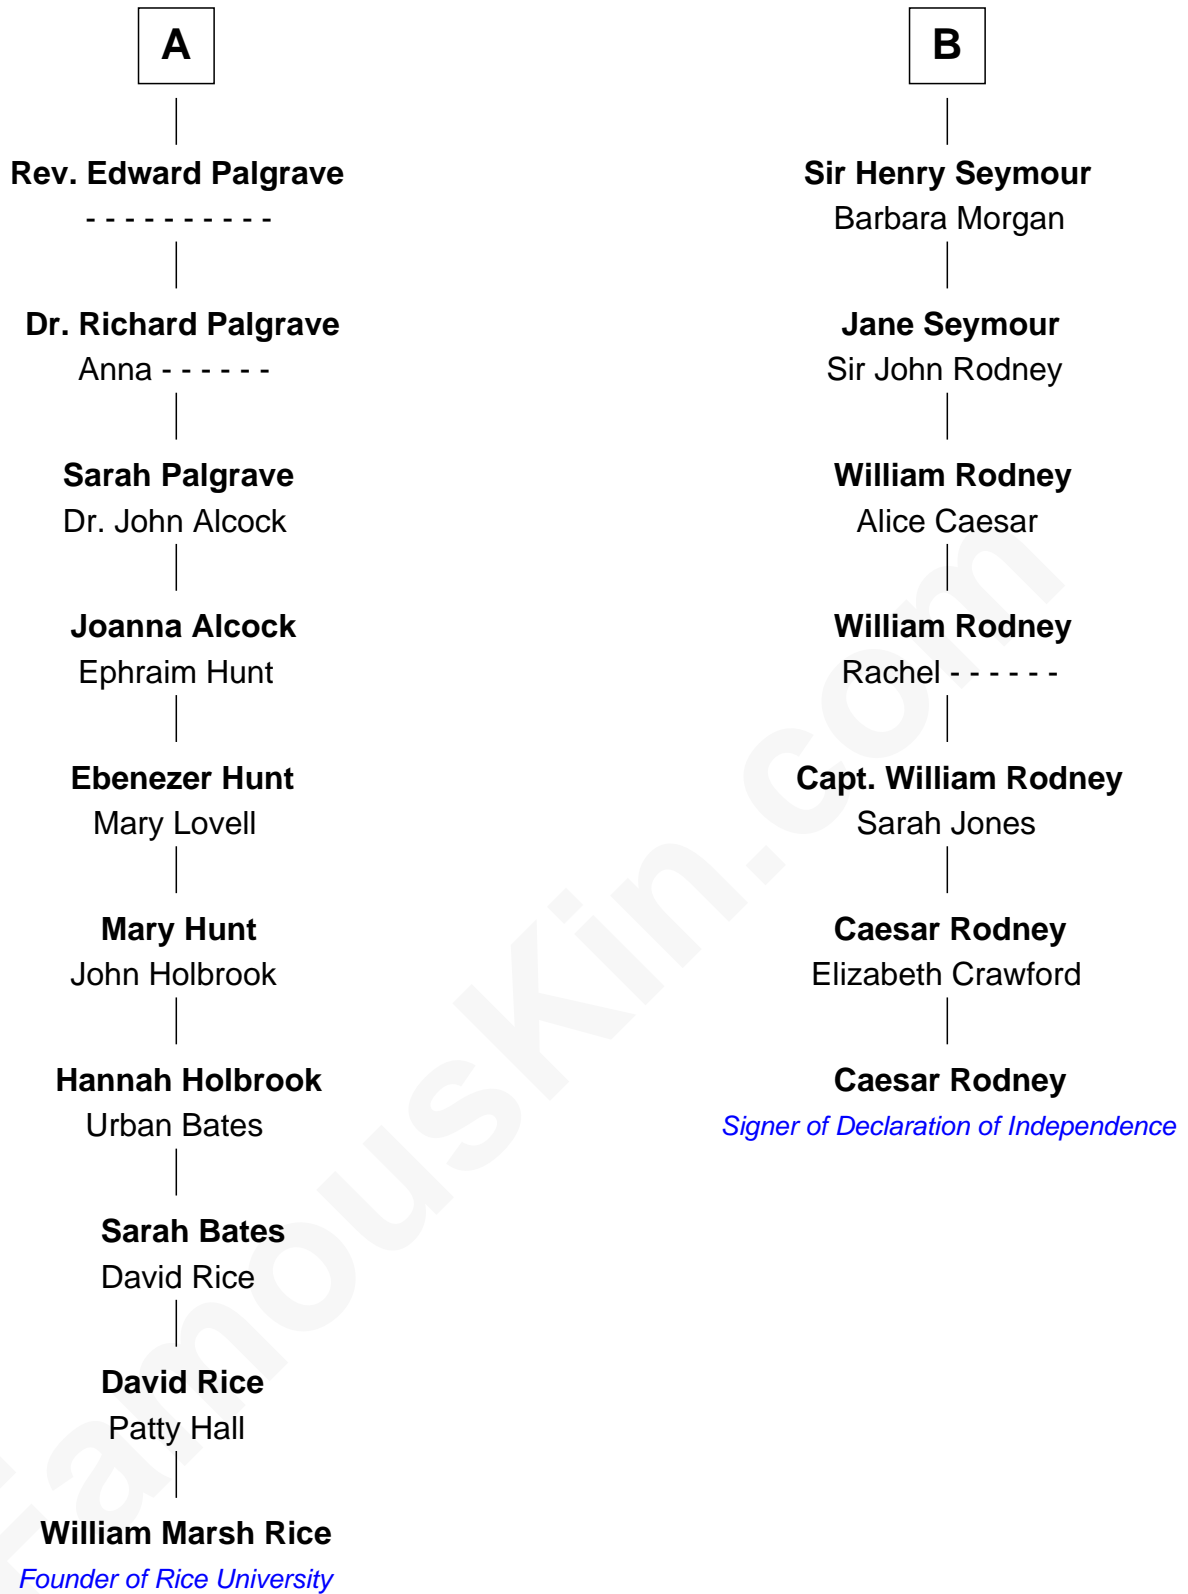 A
Rev. Edward Palgrave
- - - - - - - - - -
Dr. Richard Palgrave
Anna - - - - - -
Sarah Palgrave
Dr. John Alcock
Joanna Alcock
Ephraim Hunt
Ebenezer Hunt
Mary Lovell
Mary Hunt
John Holbrook
Hannah Holbrook
Urban Bates
Sarah Bates
David Rice
David Rice
Patty Hall
William Marsh Rice
Founder of Rice University
B
Sir Henry Seymour
Barbara Morgan
Jane Seymour
Sir John Rodney
William Rodney
Alice Caesar
William Rodney
Rachel - - - - - -
Capt. William Rodney
Sarah Jones
Caesar Rodney
Elizabeth Crawford
Caesar Rodney
Signer of Declaration of Independence
FamousKin.com